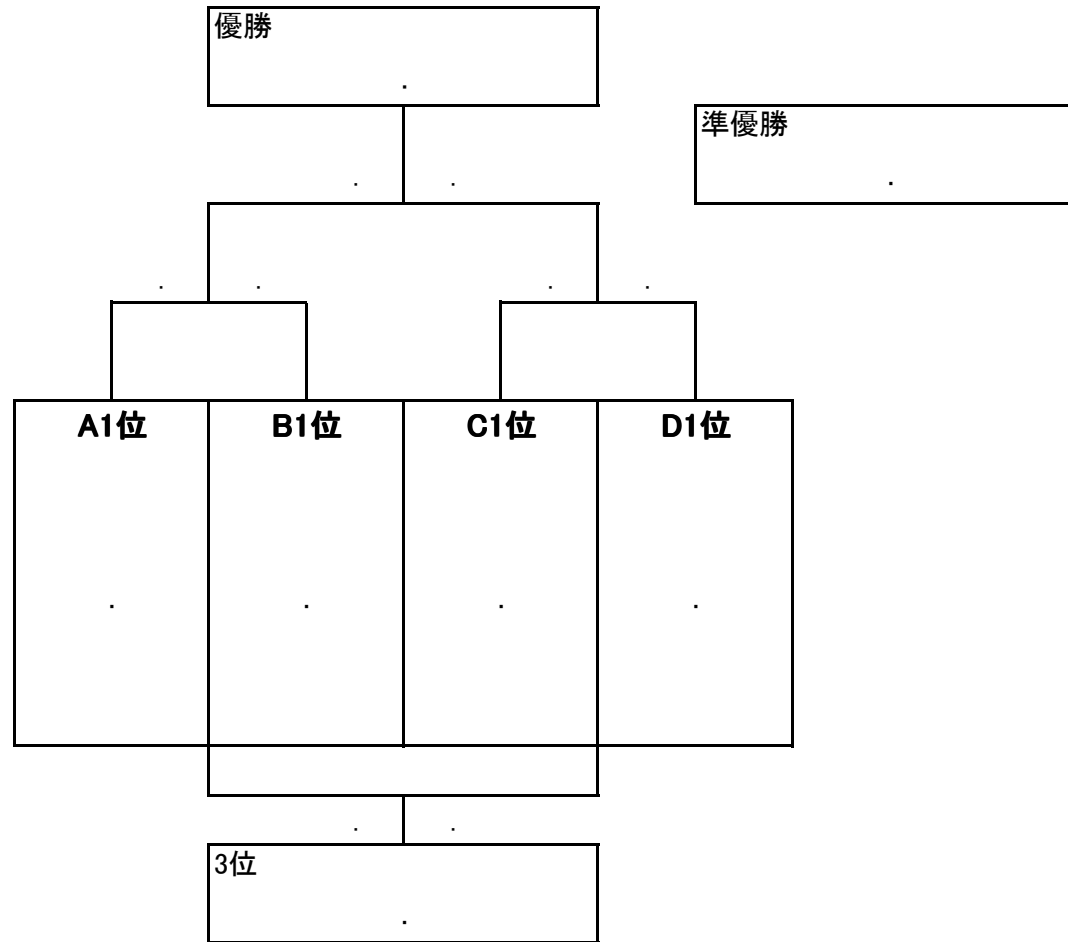 優勝
.
準優勝
.
. .
. . . .
A1位 B1位 C1位 D1位
. . . .
. .
3位
.